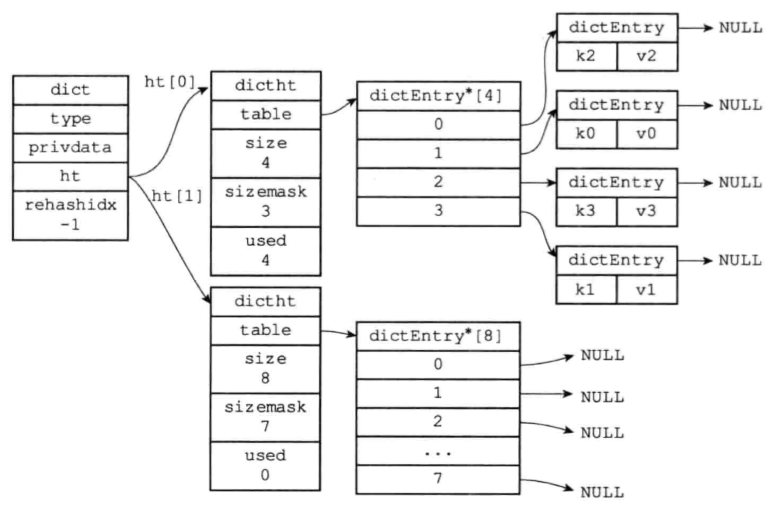 dict
type
privdata
ht
rehashidx
-1
ht[0]
ht[1]
dictht
table
size
4
sizemask
3
used
4
dictEntry*[4]
0
1
2
3
dictEntry
k2 v2
NULL
dictEntry
k0 v0
NULL
dictEntry
k3 v3
NULL
dictEntry
k1 v1
NULL
dictht
table
size
8
sizemask
7
used
0
dictEntry*[8]
0
1
2
...
7
NULL
NULL
NULL
NULL